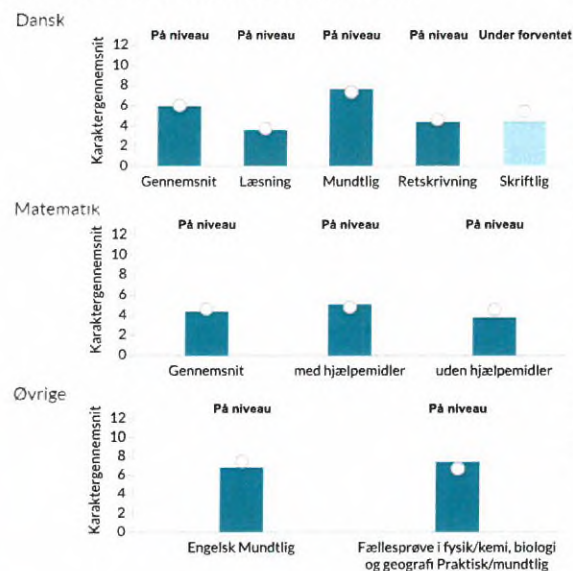 Dansk
På niveau På niveau På niveau På niveau Under forventet
Karaktergennemsnit
12
10
8
6
4
2
0
Gennemsnit Læsning Mundtlig Retskrivning Skriftlig
Matematik
På niveau På niveau På niveau
Karaktergennemsnit
12
10
8
6
4
2
0
Gennemsnit med hjælpemidler uden hjælpemidler
Øvrige
På niveau På niveau
Karaktergennemsnit
12
10
8
6
4
2
0
Engelsk Mundtlig Fællesprøve i fysik/kemi, biologi
og geografi Praktisk/mundtlig